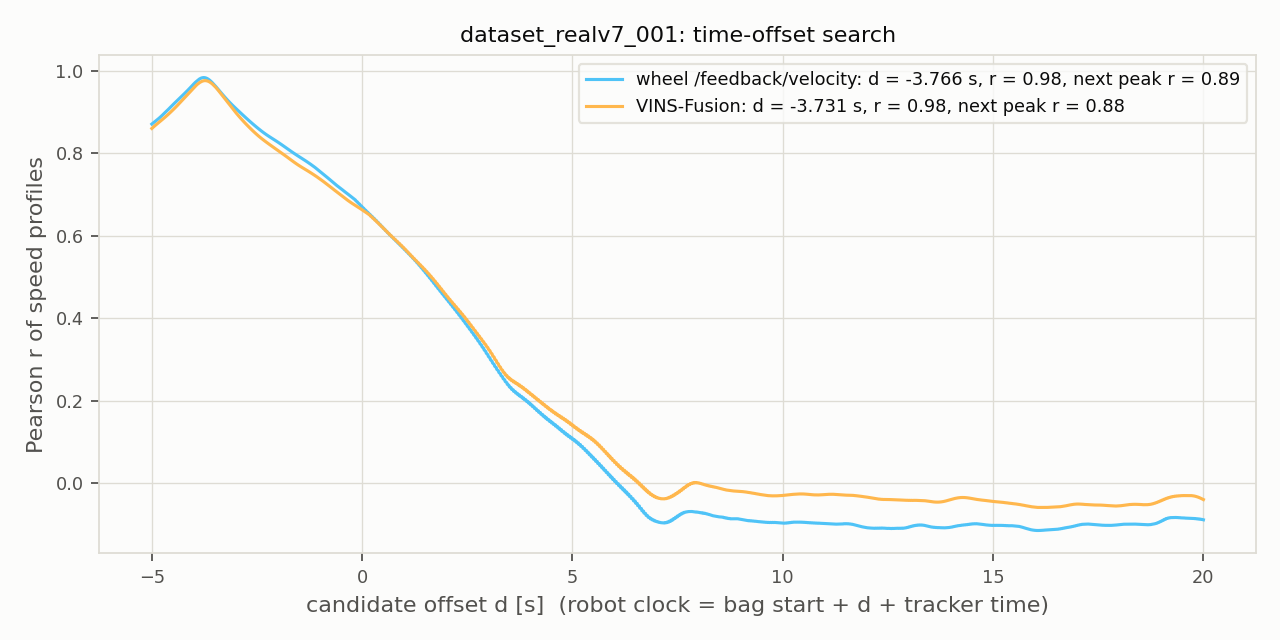 dataset_realv7_001: time-offset search
wheel /feedback/velocity: d = -3.766 s, r = 0.98, next peak r = 0.89
VINS-Fusion: d = -3.731 s, r = 0.98, next peak r = 0.88
Pearson r of speed profiles
1.0
0.8
0.6
0.4
0.2
0.0
−5
0
5
10
15
20
candidate offset d [s]  (robot clock = bag start + d + tracker time)